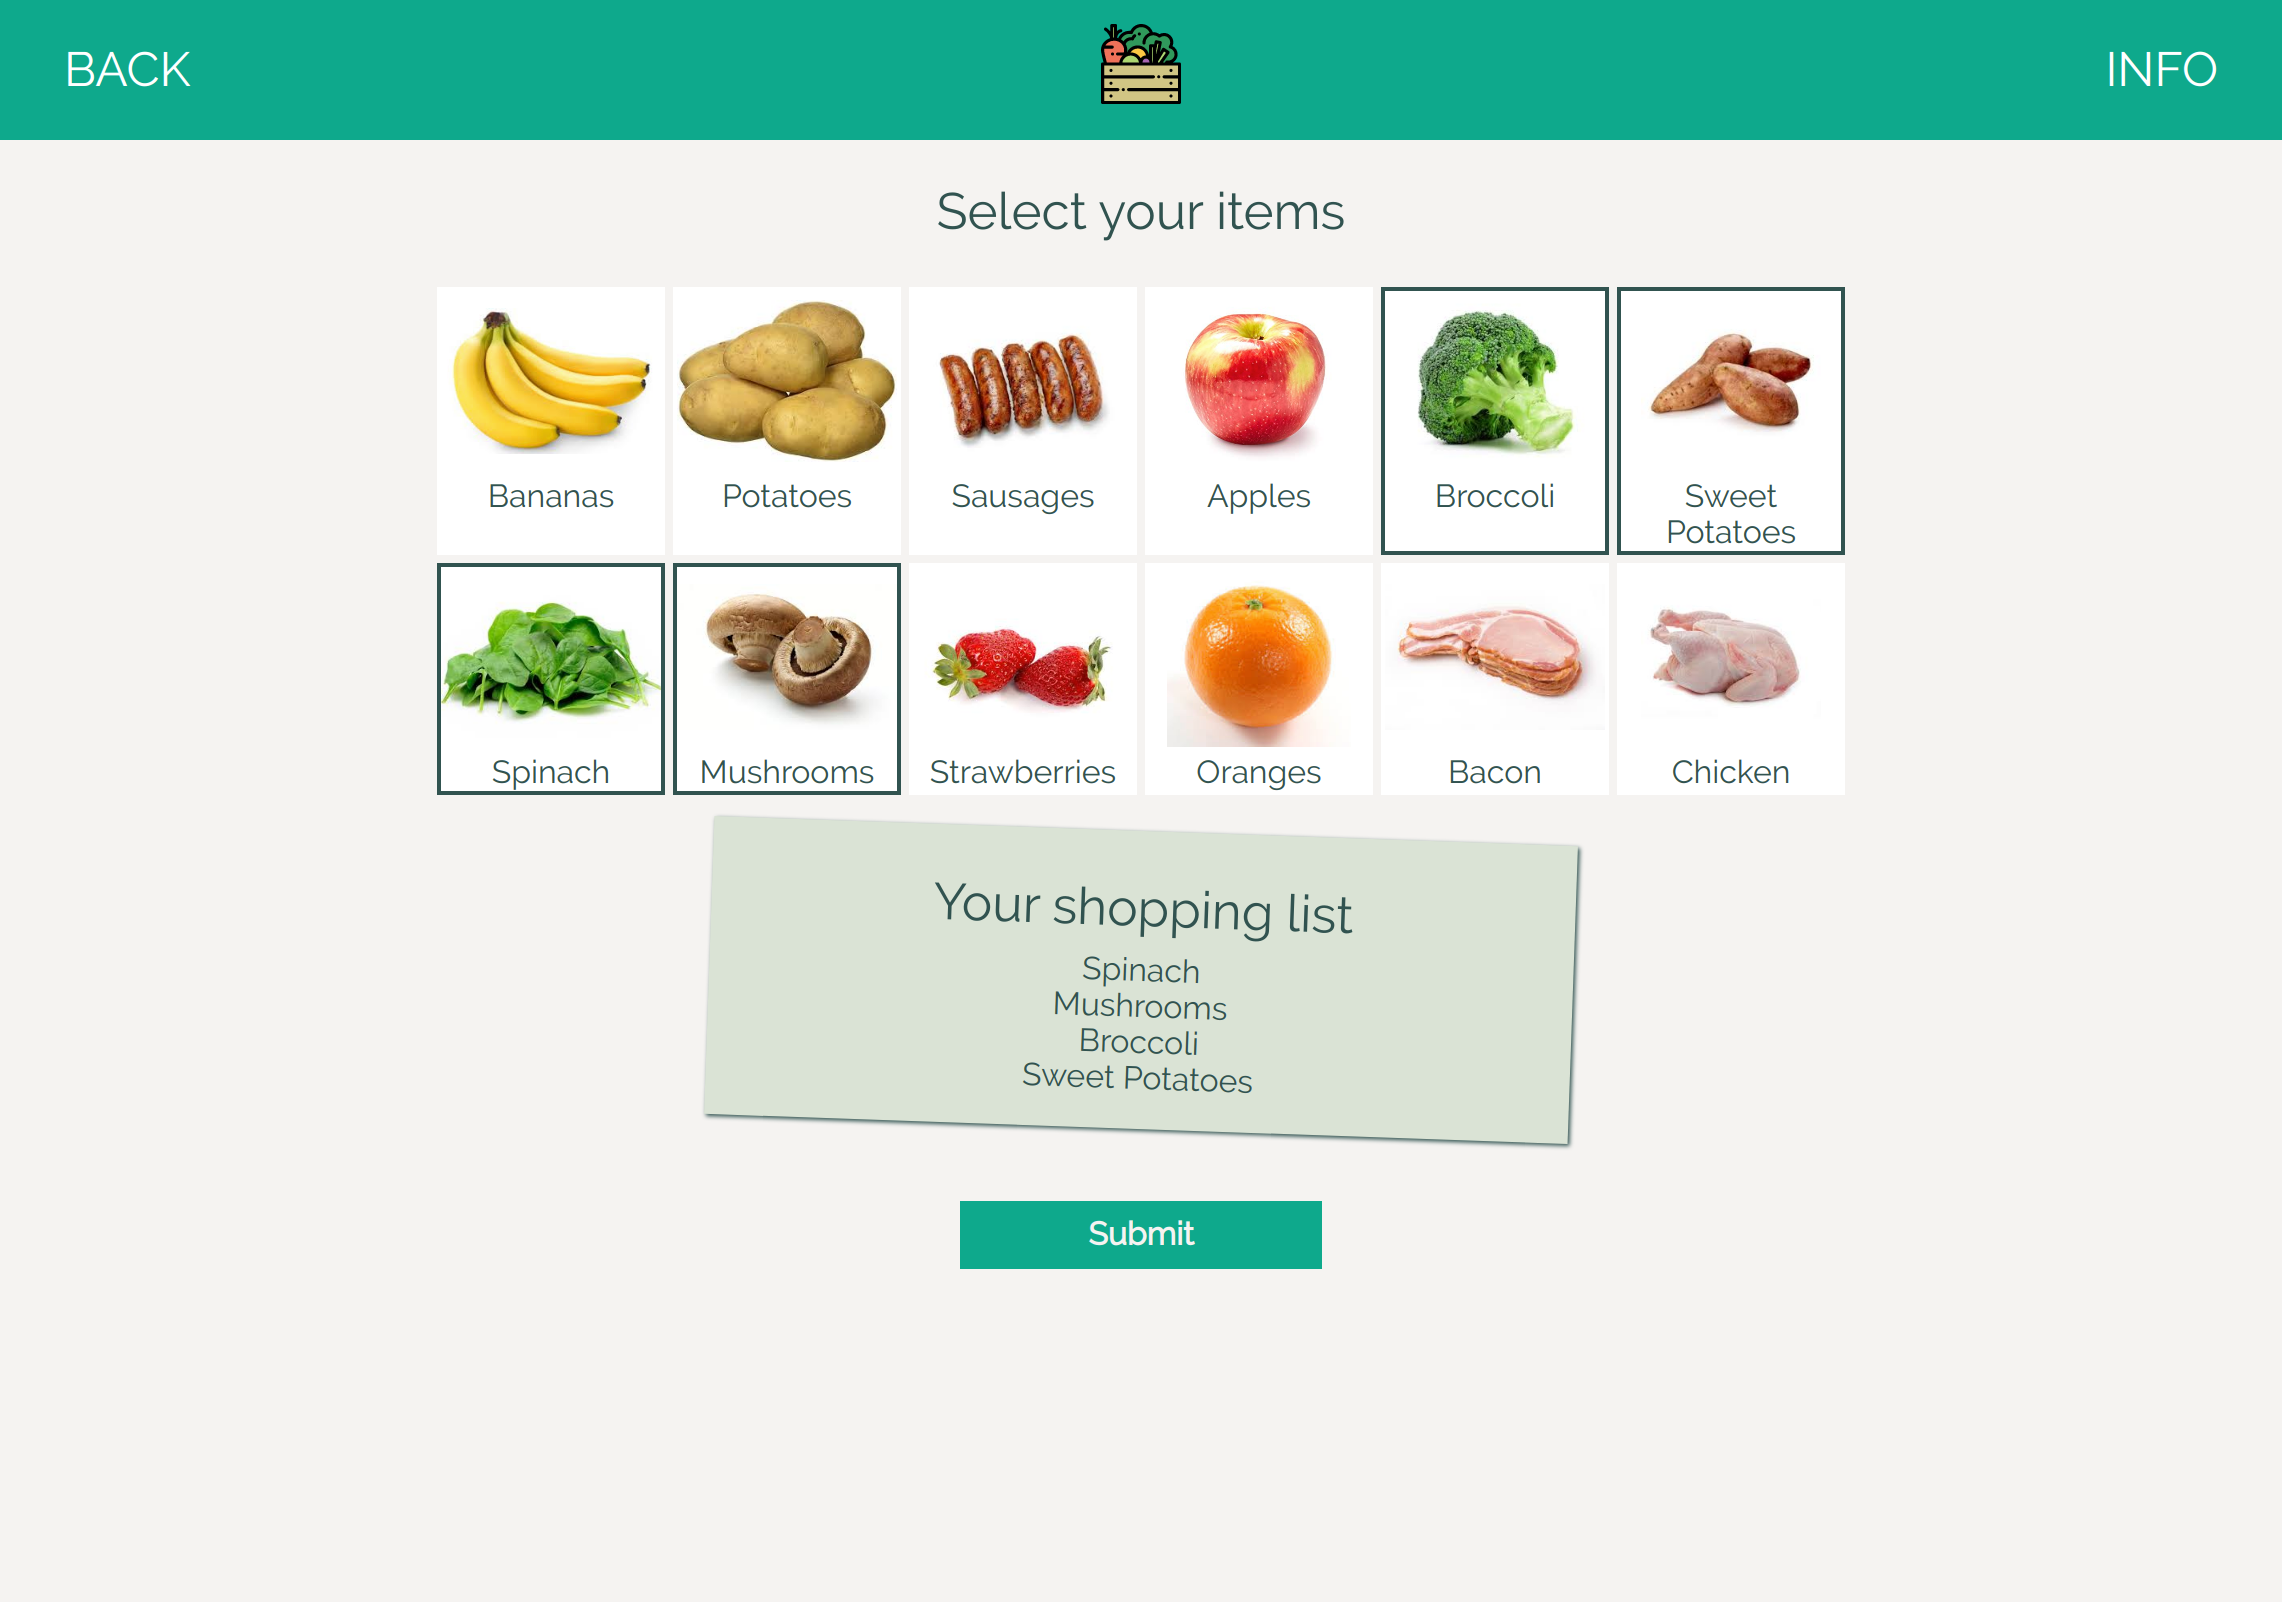 BACK
INFO
Select your items
Bananas
Potatoes
Sausages
Apples
Broccoli
Sweet
Potatoes
Spinach
Mushrooms
Strawberries
Oranges
Bacon
Chicken
Your shopping list
Spinach
Mushrooms
Broccoli
Sweet Potatoes
Submit